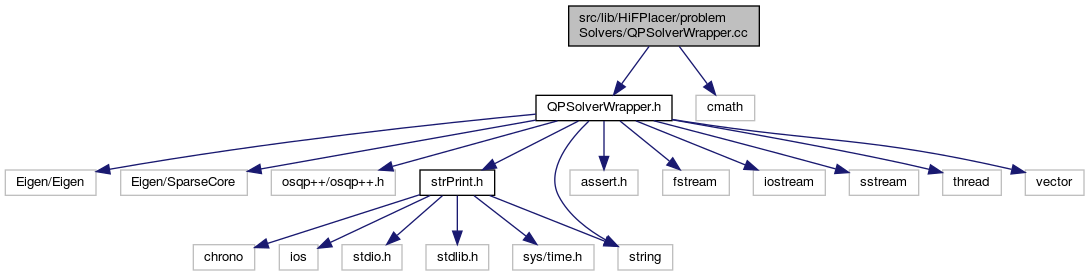 src/lib/HiFPlacer/problem
Solvers/QPSolverWrapper.cc
QPSolverWrapper.h
cmath
Eigen/Eigen
Eigen/SparseCore
osqp++/osqp++.h
strPrint.h
assert.h
fstream
iostream
sstream
thread
vector
chrono
ios
stdio.h
stdlib.h
sys/time.h
string